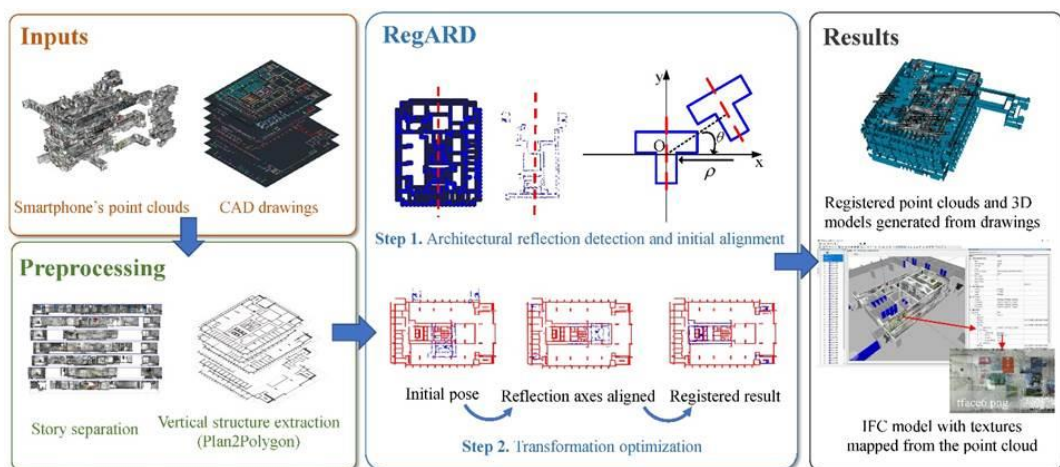 Inputs
Smartphone's point clouds
CAD drawings
Preprocessing
Story separation
Vertical structure extraction
(Plan2Polygon)
RegARD
y
x
O
θ
ρ
Step 1. Architectural reflection detection and initial alignment
Initial pose
Reflection axes aligned
Registered result
Step 2. Transformation optimization
Results
Registered point clouds and 3D
models generated from drawings
tface6.png
IFC model with textures
mapped from the point cloud